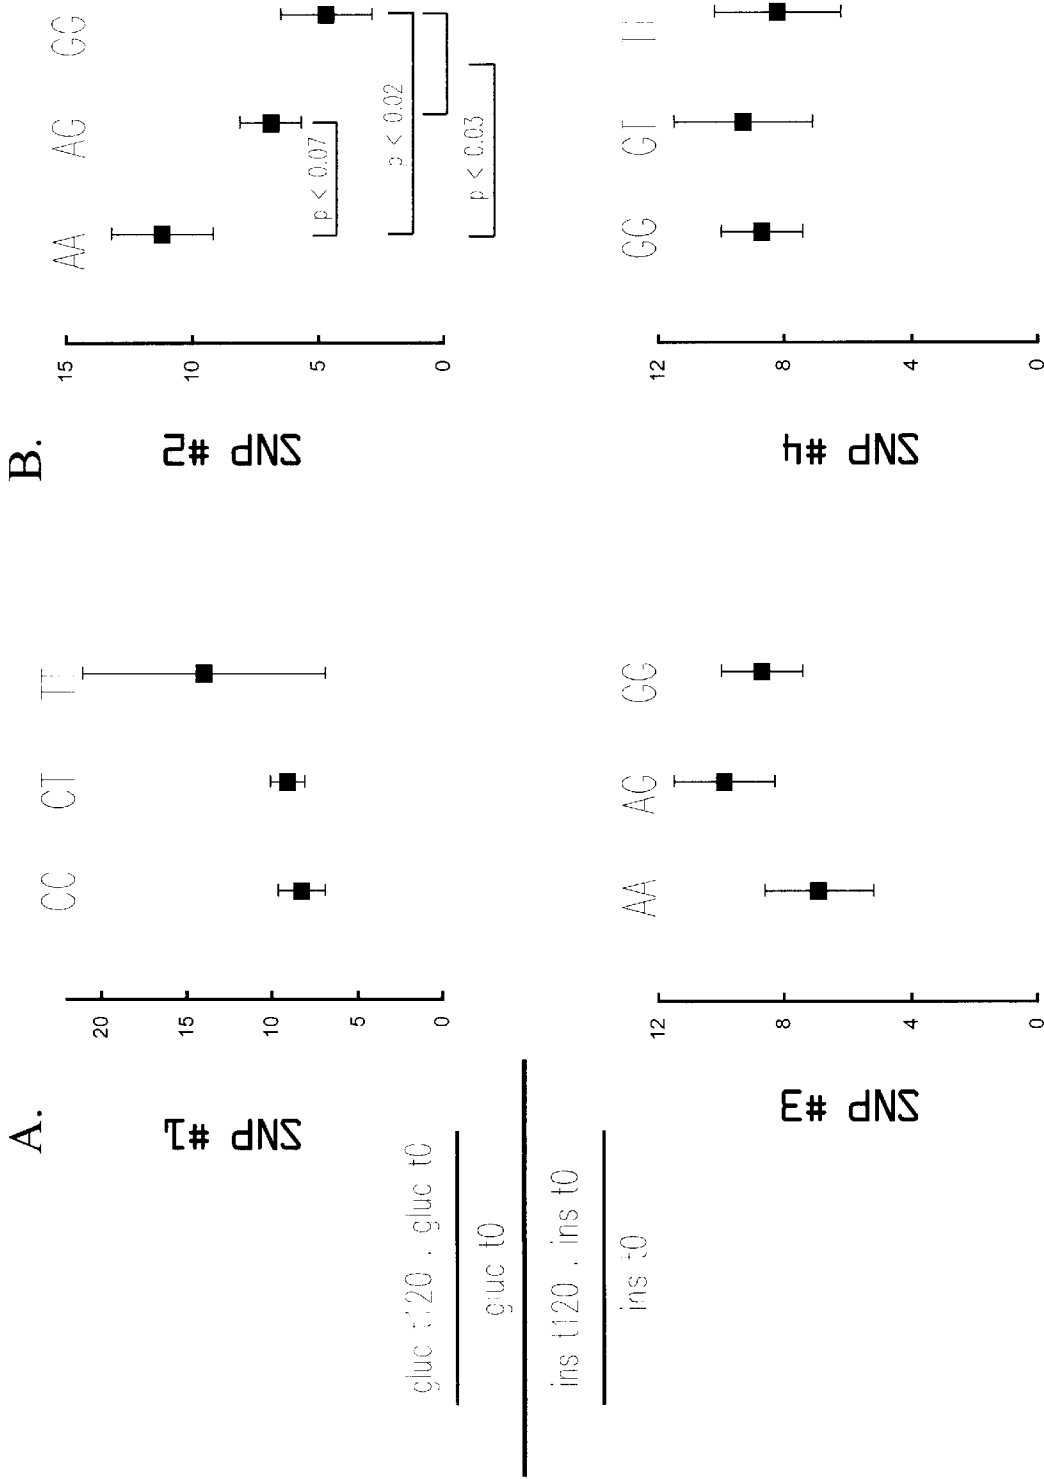 A.
SNP #1
20
15
10
5
0
CC
CT
TT
B.
SNP #2
15
10
5
0
AA
AG
GG
p < 0.07
p < 0.02
p < 0.03
gluc t120 - gluc t0
gluc t0
ins t120 - ins t0
ins t0
SNP #3
12
8
4
0
AA
AG
GG
SNP #4
12
8
4
0
GG
GT
TT